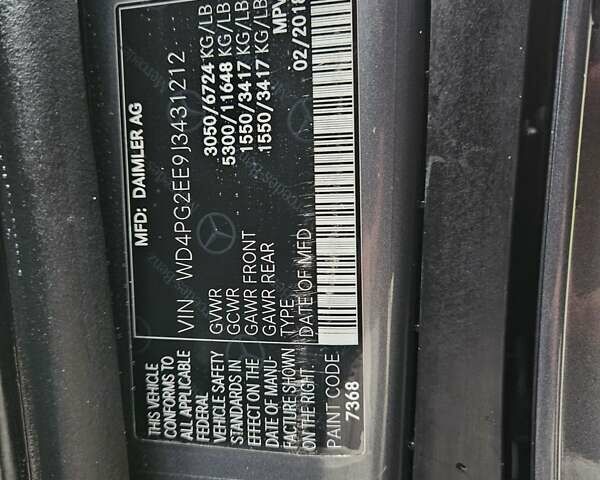 MFD: DAIMLER AG
VIN WD4PG2EE9J3431212
THIS VEHICLE
CONFORMS TO
ALL APPLICABLE
FEDERAL
VEHICLE SAFETY
STANDARDS IN
EFFECT ON THE
DATE OF MANU-
FACTURE SHOWN
ON THE RIGHT.
GVWR 3050/6724 KG/LB
GCWR 5300/11648 KG/LB
GAWR FRONT 1550/3417 KG/LB
GAWR REAR 1550/3417 KG/LB
TYPE MPV
DATE OF MFD 02/2018
PAINT CODE
7368